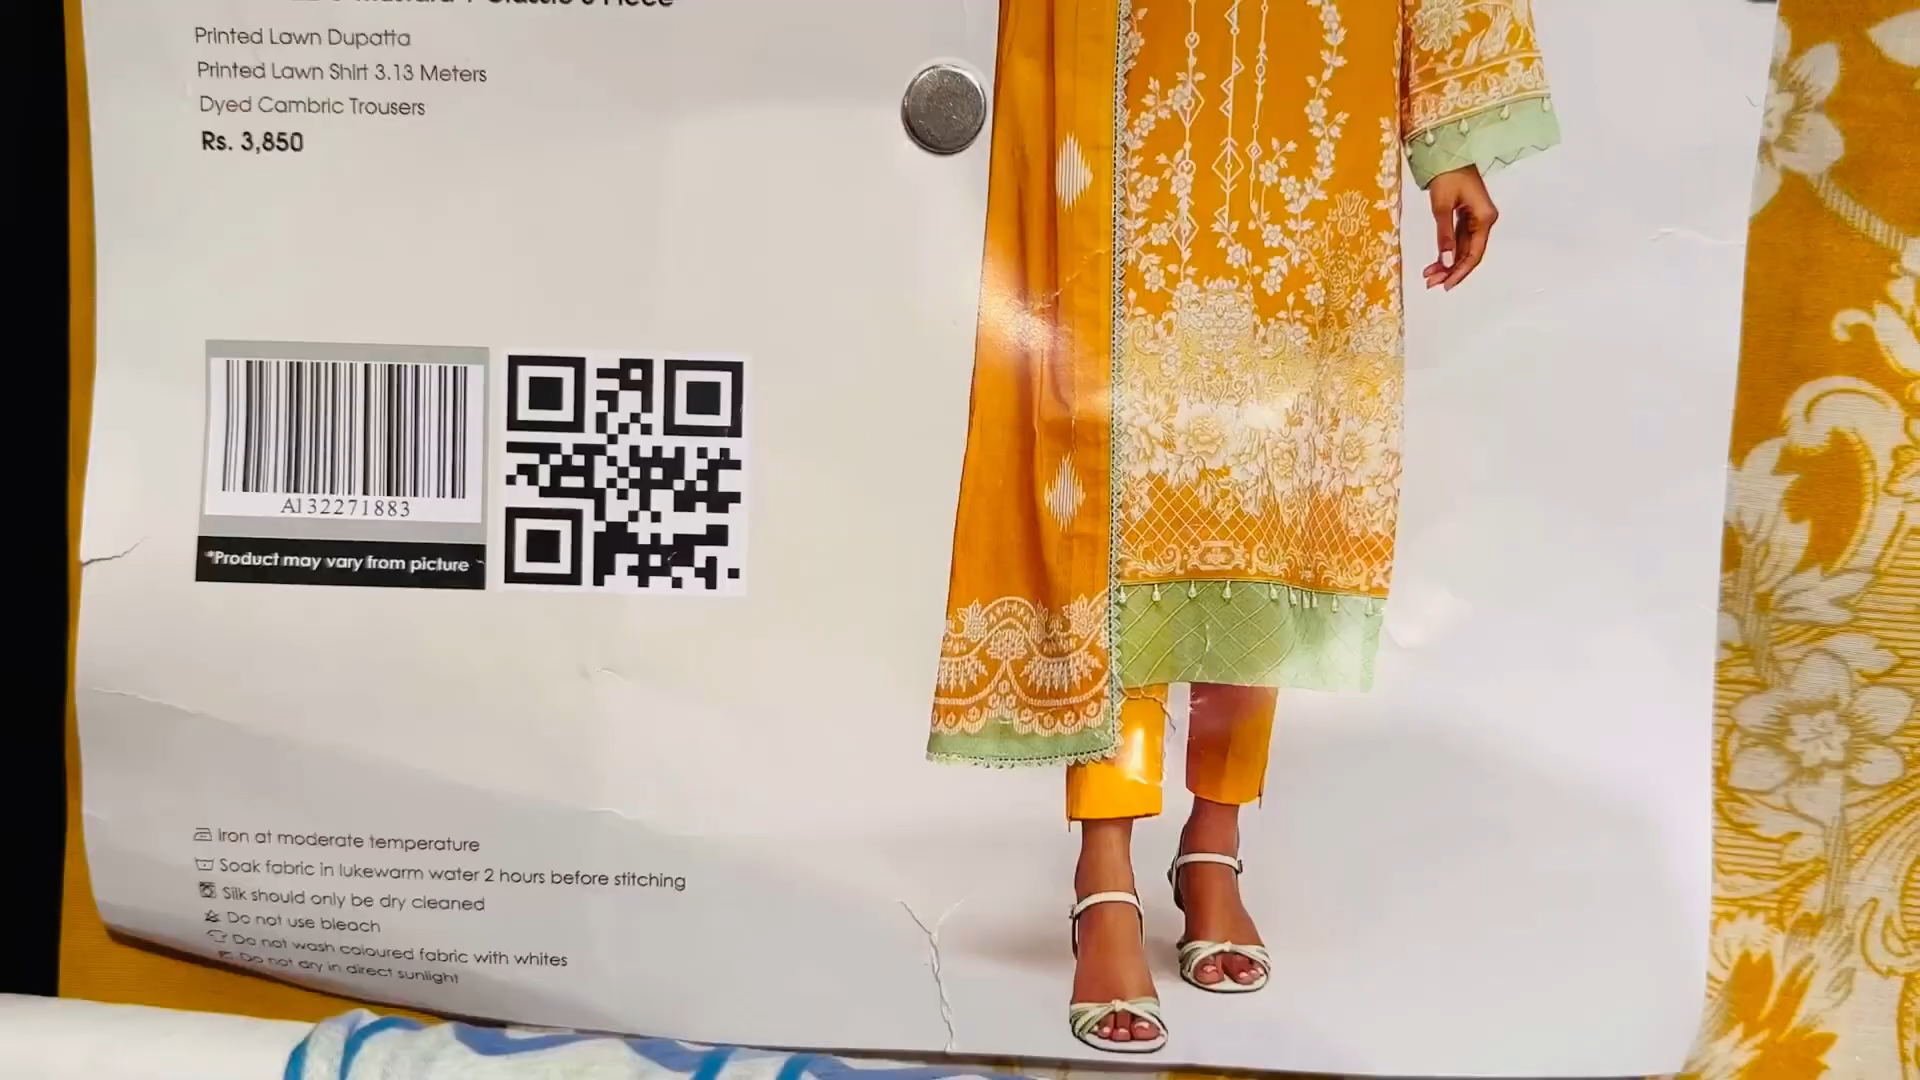 Classic 3 Piece
Printed Lawn Dupatta
Printed Lawn Shirt 3.13 Meters
Dyed Cambric Trousers
Rs. 3,850
A132271883
*Product may vary from picture
Iron at moderate temperature
Soak fabric in lukewarm water 2 hours before stitching
Silk should only be dry cleaned
Do not use bleach
Do not wash coloured fabric with whites
Do not dry in direct sunlight